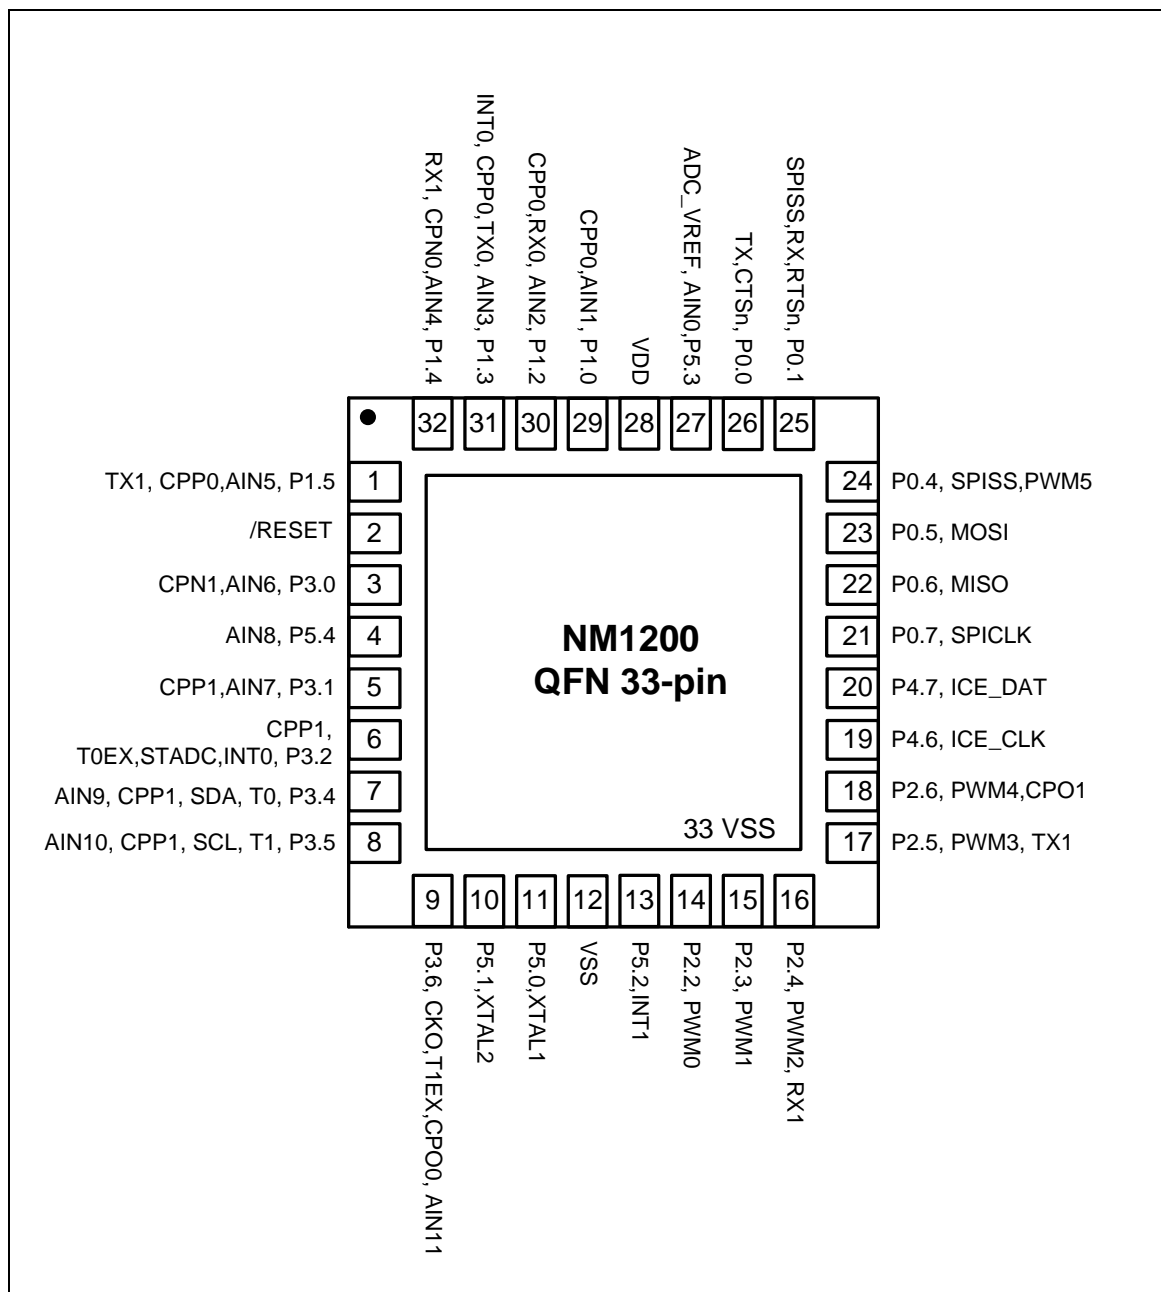 RX1, CPN0,AIN4, P1.4
INT0, CPP0,TX0, AIN3, P1.3
CPP0,RX0, AIN2, P1.2
CPP0,AIN1, P1.0
VDD
ADC_VREF, AIN0,P5.3
TX,CTSn, P0.0
SPISS,RX,RTSn, P0.1
32 31 30 29 28 27 26 25
TX1, CPP0,AIN5, P1.5 1
24 P0.4, SPISS,PWM5
/RESET 2
23 P0.5, MOSI
CPN1,AIN6, P3.0 3
22 P0.6, MISO
AIN8, P5.4 4
21 P0.7, SPICLK
CPP1,AIN7, P3.1 5
20 P4.7, ICE_DAT
CPP1,
T0EX,STADC,INT0, P3.2 6
19 P4.6, ICE_CLK
AIN9, CPP1, SDA, T0, P3.4 7
18 P2.6, PWM4,CPO1
AIN10, CPP1, SCL, T1, P3.5 8
17 P2.5, PWM3, TX1
NM1200
QFN 33-pin
33 VSS
9 10 11 12 13 14 15 16
P3.6, CKO,T1EX,CPO0, AIN11
P5.1,XTAL2
P5.0,XTAL1
VSS
P5.2,INT1
P2.2, PWM0
P2.3, PWM1
P2.4, PWM2, RX1